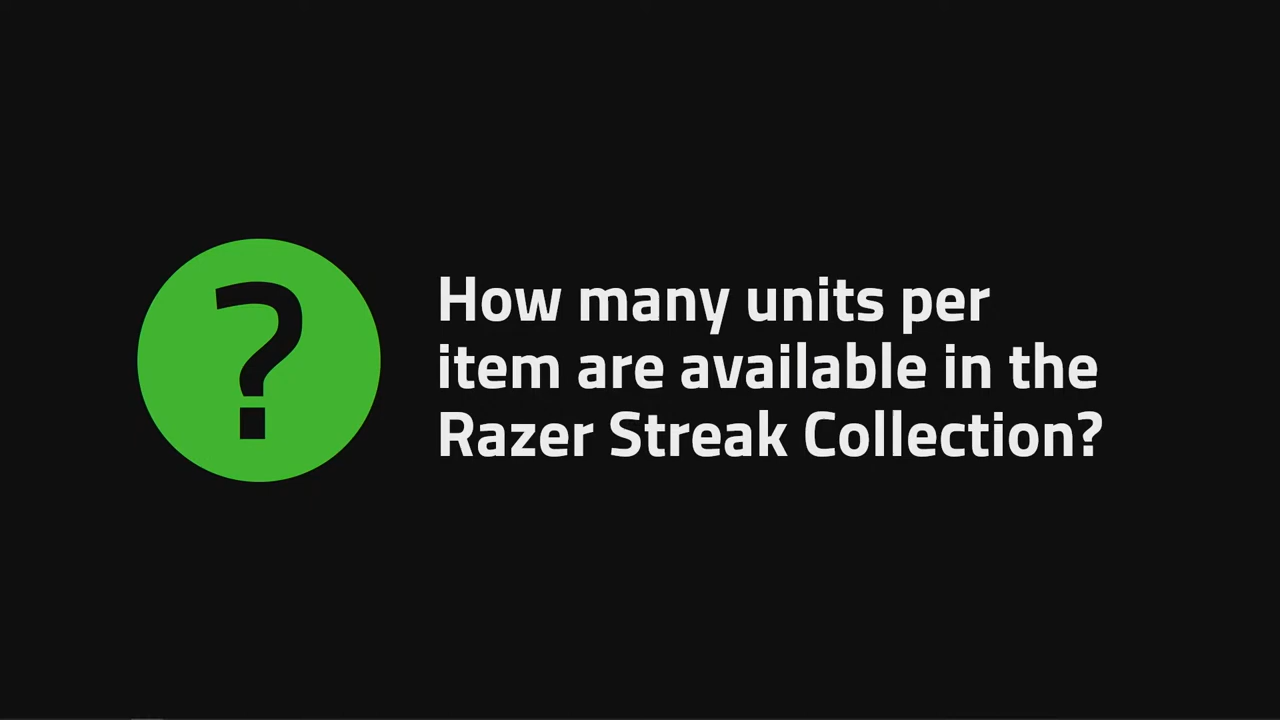 ?
How many units per
item are available in the
Razer Streak Collection?